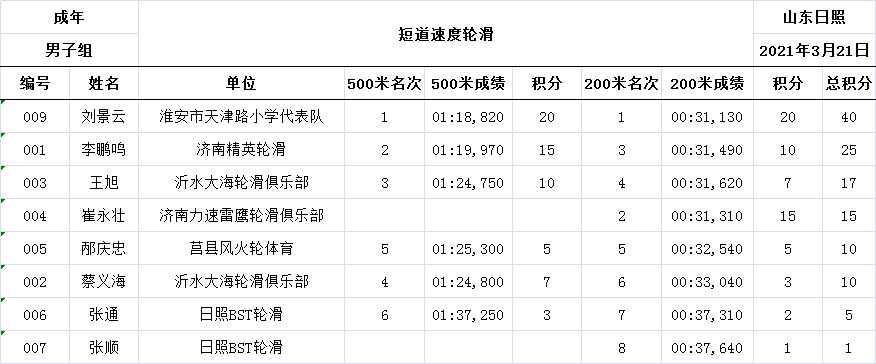 成年 短道速度轮滑 山东日照
男子组 2021年3月21日
编号 姓名 单位 500米名次 500米成绩 积分 200米名次 200米成绩 积分 总积分
009 刘景云 淮安市天津路小学代表队 1 01:18,820 20 1 00:31,130 20 40
001 李鹏鸣 济南精英轮滑 2 01:19,970 15 3 00:31,490 10 25
003 王旭 沂水大海轮滑俱乐部 3 01:24,750 10 4 00:31,620 7 17
004 崔永壮 济南力速雷鹰轮滑俱乐部 2 00:31,310 15 15
005 邴庆忠 莒县风火轮体育 5 01:25,300 5 5 00:32,540 5 10
002 蔡义海 沂水大海轮滑俱乐部 4 01:24,800 7 6 00:33,040 3 10
006 张通 日照BST轮滑 6 01:37,250 3 7 00:37,310 2 5
007 张顺 日照BST轮滑 8 00:37,640 1 1